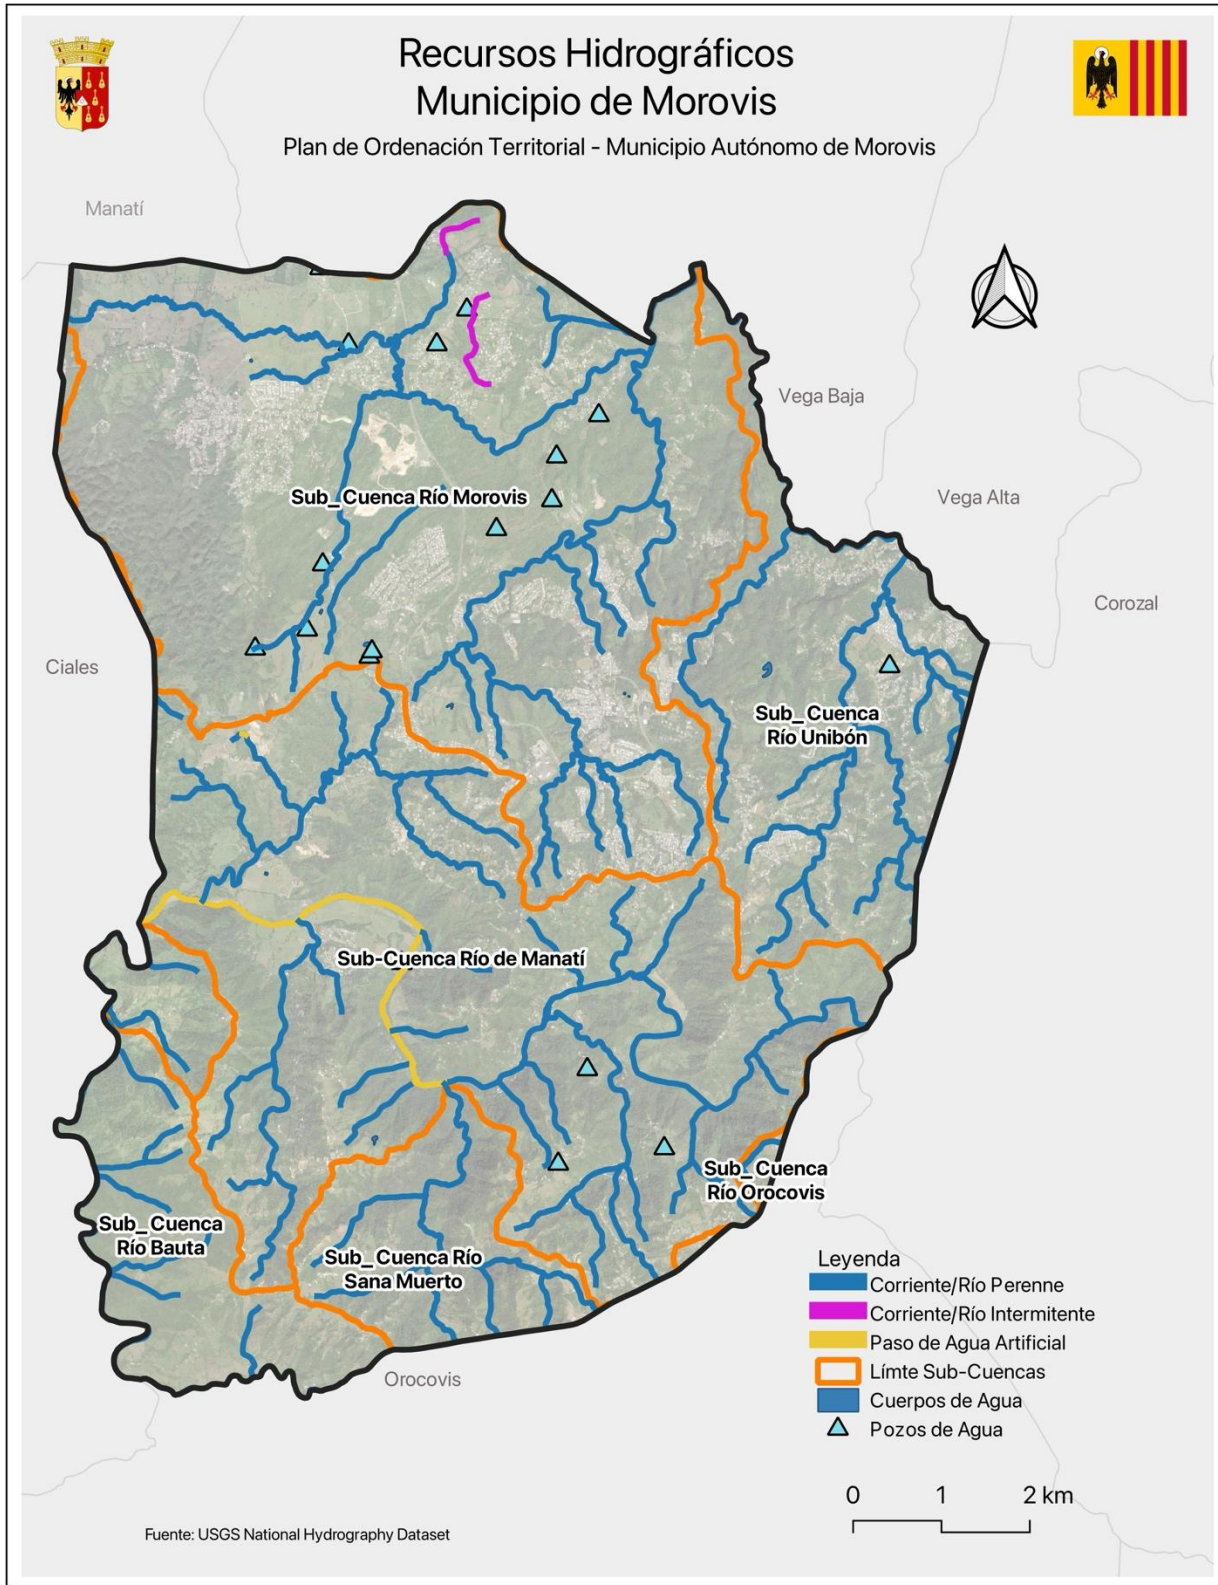 Recursos Hidrográficos
Municipio de Morovis
Plan de Ordenación Territorial - Municipio Autónomo de Morovis
Manatí
Vega Baja
Vega Alta
Sub_Cuenca Río Morovis
Corozal
Ciales
Sub_Cuenca
Río Unibón
Sub-Cuenca Río de Manatí
Sub_Cuenca
Río Orocovis
Sub_Cuenca
Río Bauta
Sub_Cuenca Río
Sana Muerto
Orocovis
Leyenda
Corriente/Río Perenne
Corriente/Río Intermitente
Paso de Agua Artificial
Límte Sub-Cuencas
Cuerpos de Agua
Pozos de Agua
0 1 2 km
Fuente: USGS National Hydrography Dataset